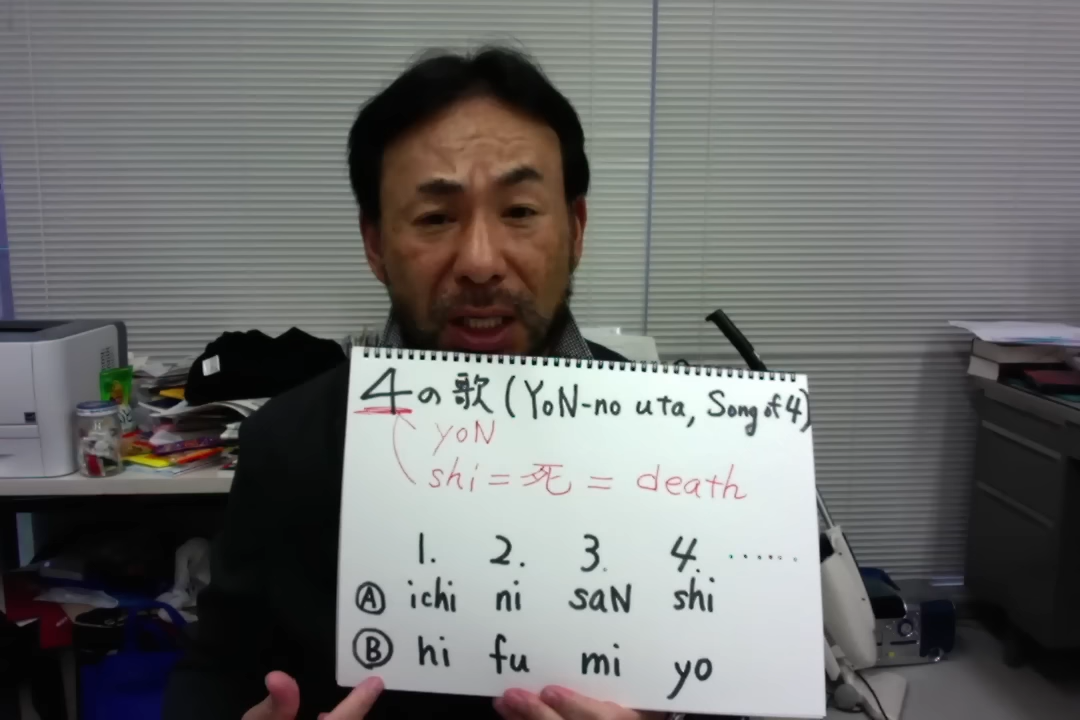 4の歌 (YoN-no uta, Song of 4)
yoN
shi = 死 = death
1. 2. 3. 4. ......
Ⓐ ichi ni saN shi
Ⓑ hi fu mi yo